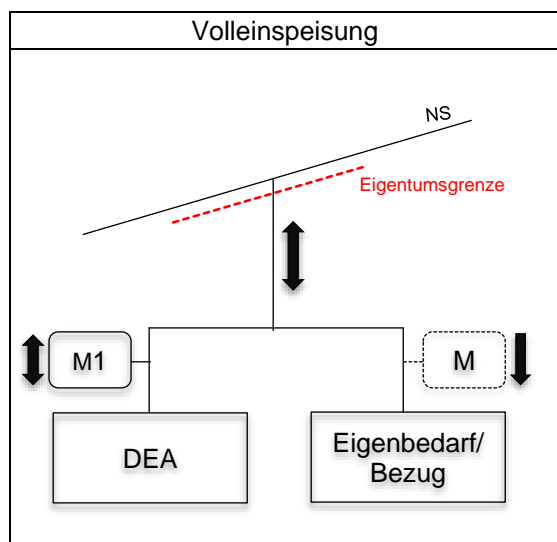 Volleinspeisung
NS
Eigentumsgrenze
M1
M
DEA
Eigenbedarf/
Bezug